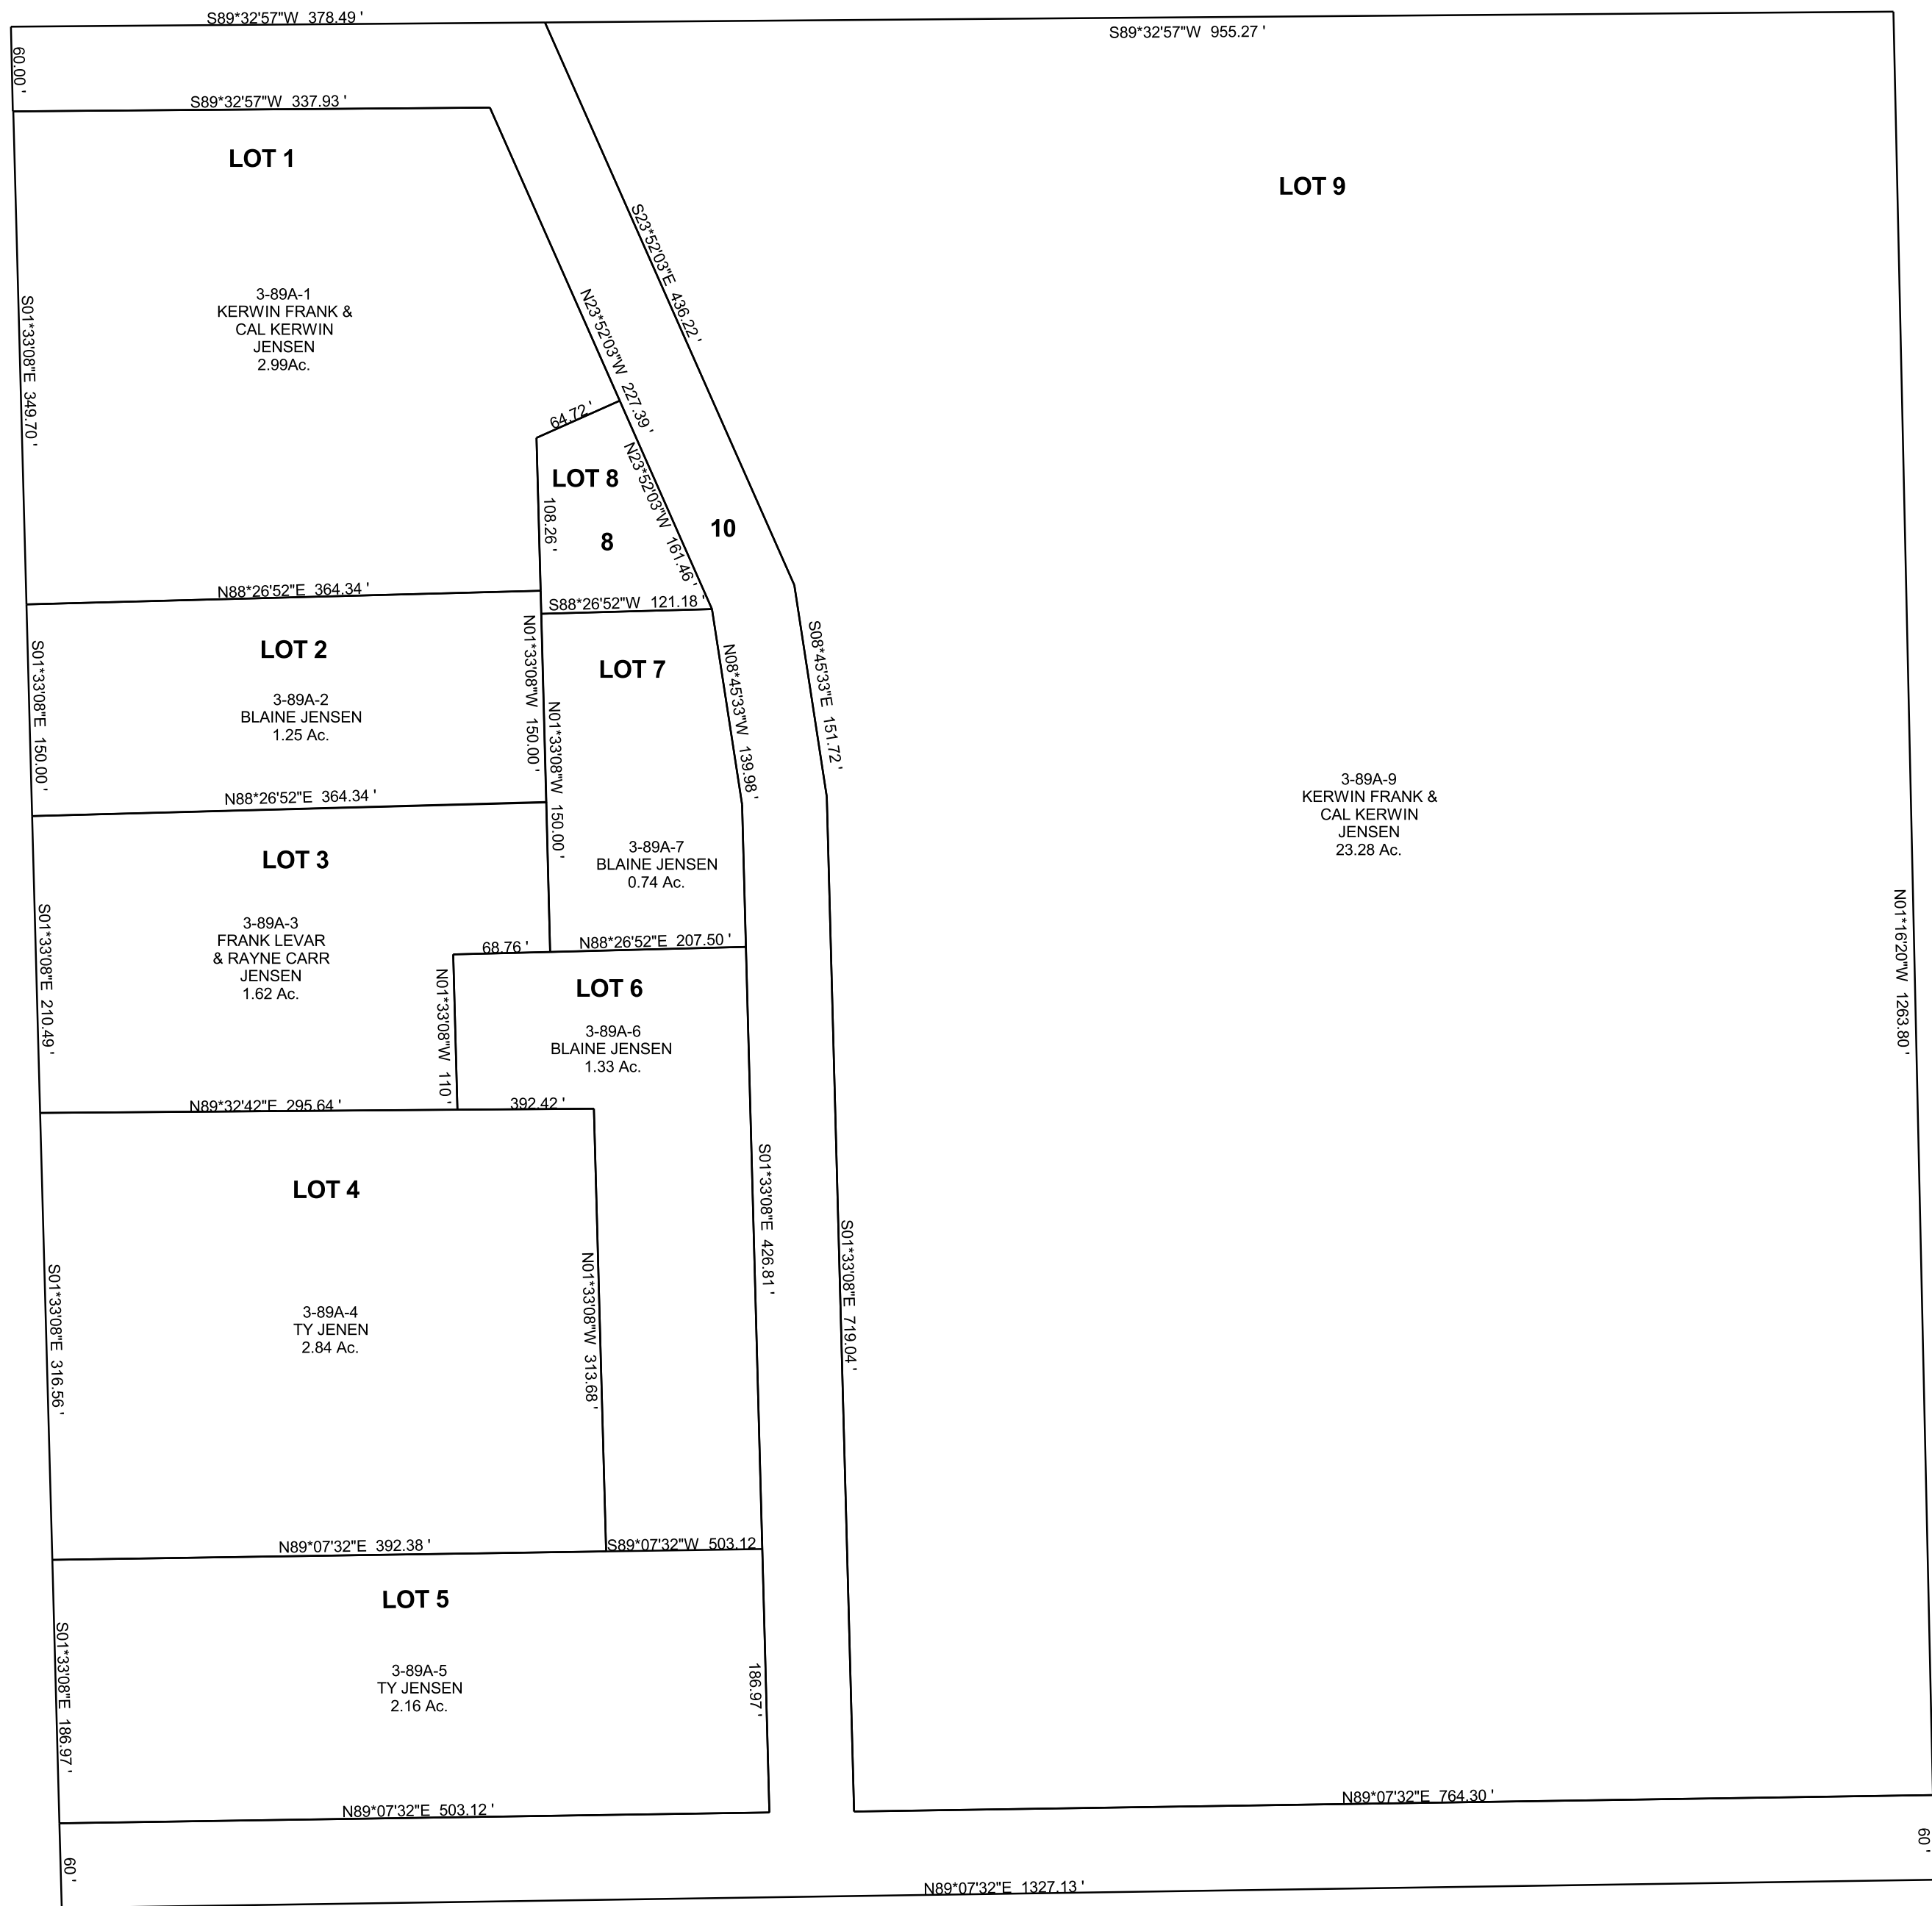 S89*32'57"W 378.49 '
S89*32'57"W 955.27 '
60.00 '
S89*32'57"W 337.93 '
LOT 1
LOT 9
S23*52'03"E 436.22 '
3-89A-1
KERWIN FRANK &
CAL KERWIN
JENSEN
2.99Ac.
S01*33'08"E 349.70 '
N23*52'03"W 227.39 '
64.72 '
LOT 8
N23*52'03"W 161.46 '
108.26 '
8
10
N88*26'52"E 364.34 '
S88*26'52"W 121.18 '
LOT 2
S01*33'08"E 150.00 '
N01*33'08"W 150.00 '
LOT 7
N08*45'33"W 139.98 '
S08*45'33"E 151.72 '
3-89A-2
BLAINE JENSEN
1.25 Ac.
N01*33'08"W 150.00 '
3-89A-9
KERWIN FRANK &
CAL KERWIN
JENSEN
23.28 Ac.
N88*26'52"E 364.34 '
LOT 3
3-89A-7
BLAINE JENSEN
0.74 Ac.
S01*33'08"E 210.49 '
3-89A-3
FRANK LEVAR
& RAYNE CARR
JENSEN
1.62 Ac.
68.76 '
N88*26'52"E 207.50 '
N01*16'20"W 1263.80 '
N01*33'08"W 110 '
LOT 6
3-89A-6
BLAINE JENSEN
1.33 Ac.
N89*32'42"E 295.64 '
392.42 '
LOT 4
S01*33'08"E 426.81 '
S01*33'08"E 719.04 '
S01*33'08"E 316.56 '
N01*33'08"W 313.68 '
3-89A-4
TY JENEN
2.84 Ac.
N89*07'32"E 392.38 '
S89*07'32"W 503.12
LOT 5
S01*33'08"E 186.97 '
3-89A-5
TY JENSEN
2.16 Ac.
186.97 '
N89*07'32"E 503.12 '
N89*07'32"E 764.30 '
60 '
60 '
N89*07'32"E 1327.13 '